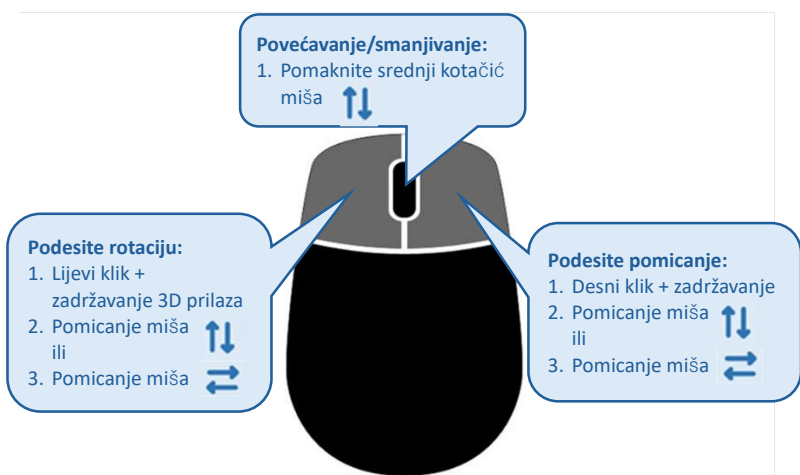 Povećavanje/smanjivanje:
1. Pomaknite srednji kotačić
miša
Podesite rotaciju:
1. Lijevi klik +
zadržavanje 3D prilaza
2. Pomicanje miša
ili
3. Pomicanje miša
Podesite pomicanje:
1. Desni klik + zadržavanje
2. Pomicanje miša
ili
3. Pomicanje miša